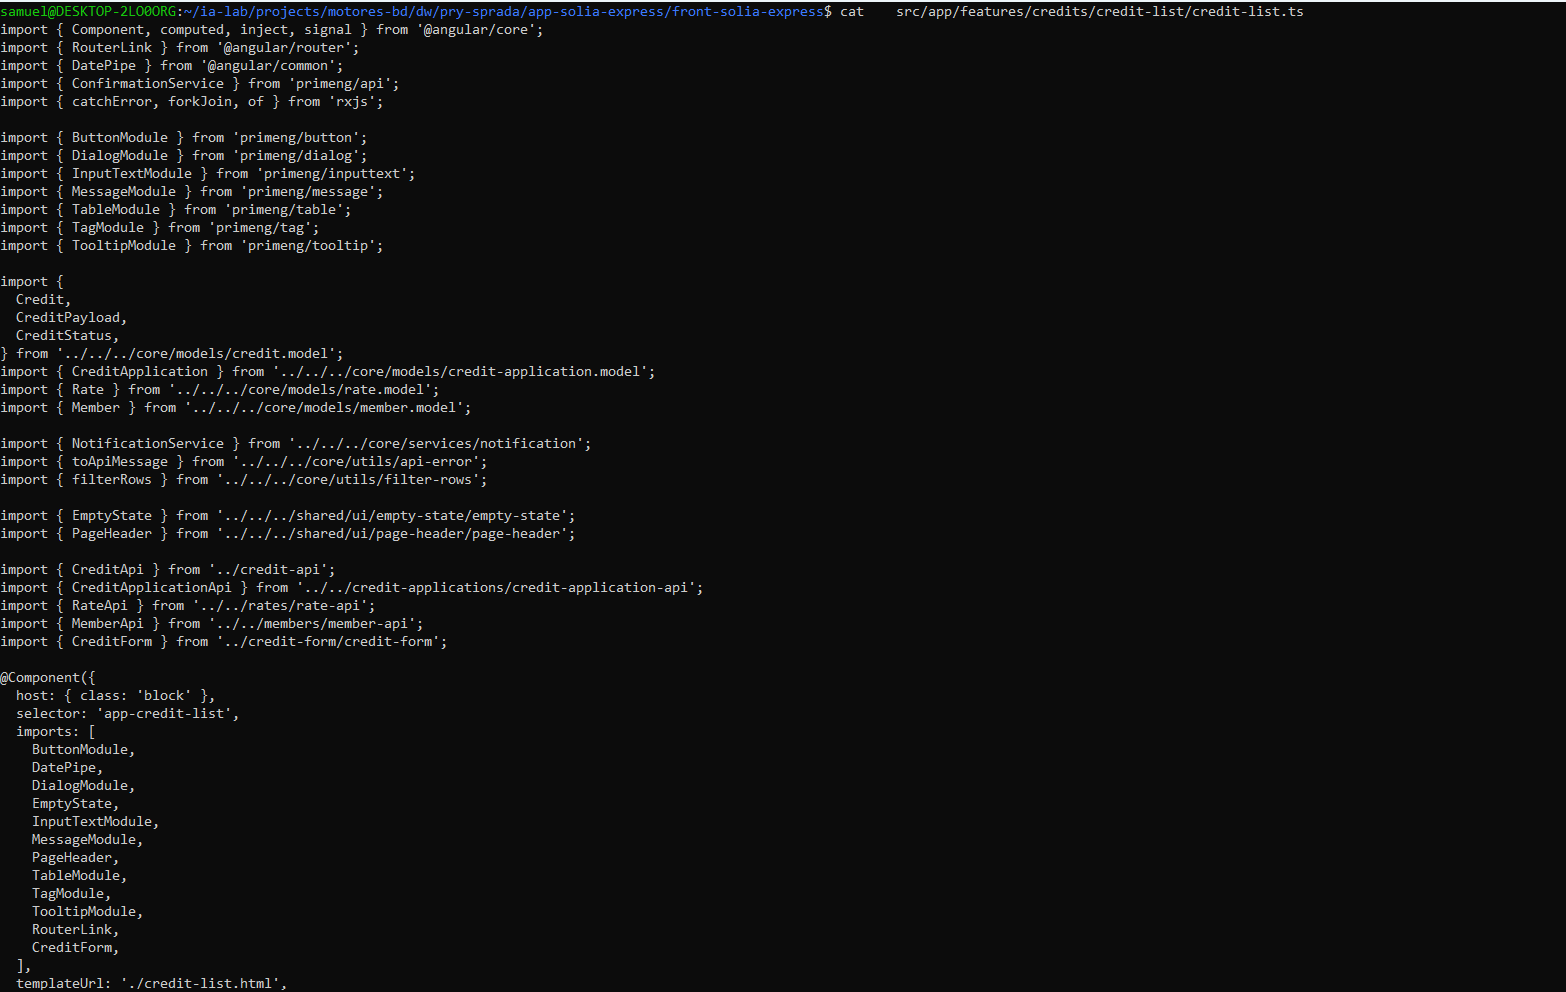 samuel@DESKTOP-2LO0ORG:~/ia-lab/projects/motores-bd/dw/pry-sprada/app-solia-express/front-solia-express$ cat    src/app/features/credits/credit-list/credit-list.ts
import { Component, computed, inject, signal } from '@angular/core';
import { RouterLink } from '@angular/router';
import { DatePipe } from '@angular/common';
import { ConfirmationService } from 'primeng/api';
import { catchError, forkJoin, of } from 'rxjs';

import { ButtonModule } from 'primeng/button';
import { DialogModule } from 'primeng/dialog';
import { InputTextModule } from 'primeng/inputtext';
import { MessageModule } from 'primeng/message';
import { TableModule } from 'primeng/table';
import { TagModule } from 'primeng/tag';
import { TooltipModule } from 'primeng/tooltip';

import {
  Credit,
  CreditPayload,
  CreditStatus,
} from '../../../core/models/credit.model';
import { CreditApplication } from '../../../core/models/credit-application.model';
import { Rate } from '../../../core/models/rate.model';
import { Member } from '../../../core/models/member.model';

import { NotificationService } from '../../../core/services/notification';
import { toApiMessage } from '../../../core/utils/api-error';
import { filterRows } from '../../../core/utils/filter-rows';

import { EmptyState } from '../../../shared/ui/empty-state/empty-state';
import { PageHeader } from '../../../shared/ui/page-header/page-header';

import { CreditApi } from '../credit-api';
import { CreditApplicationApi } from '../../credit-applications/credit-application-api';
import { RateApi } from '../../rates/rate-api';
import { MemberApi } from '../../members/member-api';
import { CreditForm } from '../credit-form/credit-form';

@Component({
  host: { class: 'block' },
  selector: 'app-credit-list',
  imports: [
    ButtonModule,
    DatePipe,
    DialogModule,
    EmptyState,
    InputTextModule,
    MessageModule,
    PageHeader,
    TableModule,
    TagModule,
    TooltipModule,
    RouterLink,
    CreditForm,
  ],
  templateUrl: './credit-list.html',